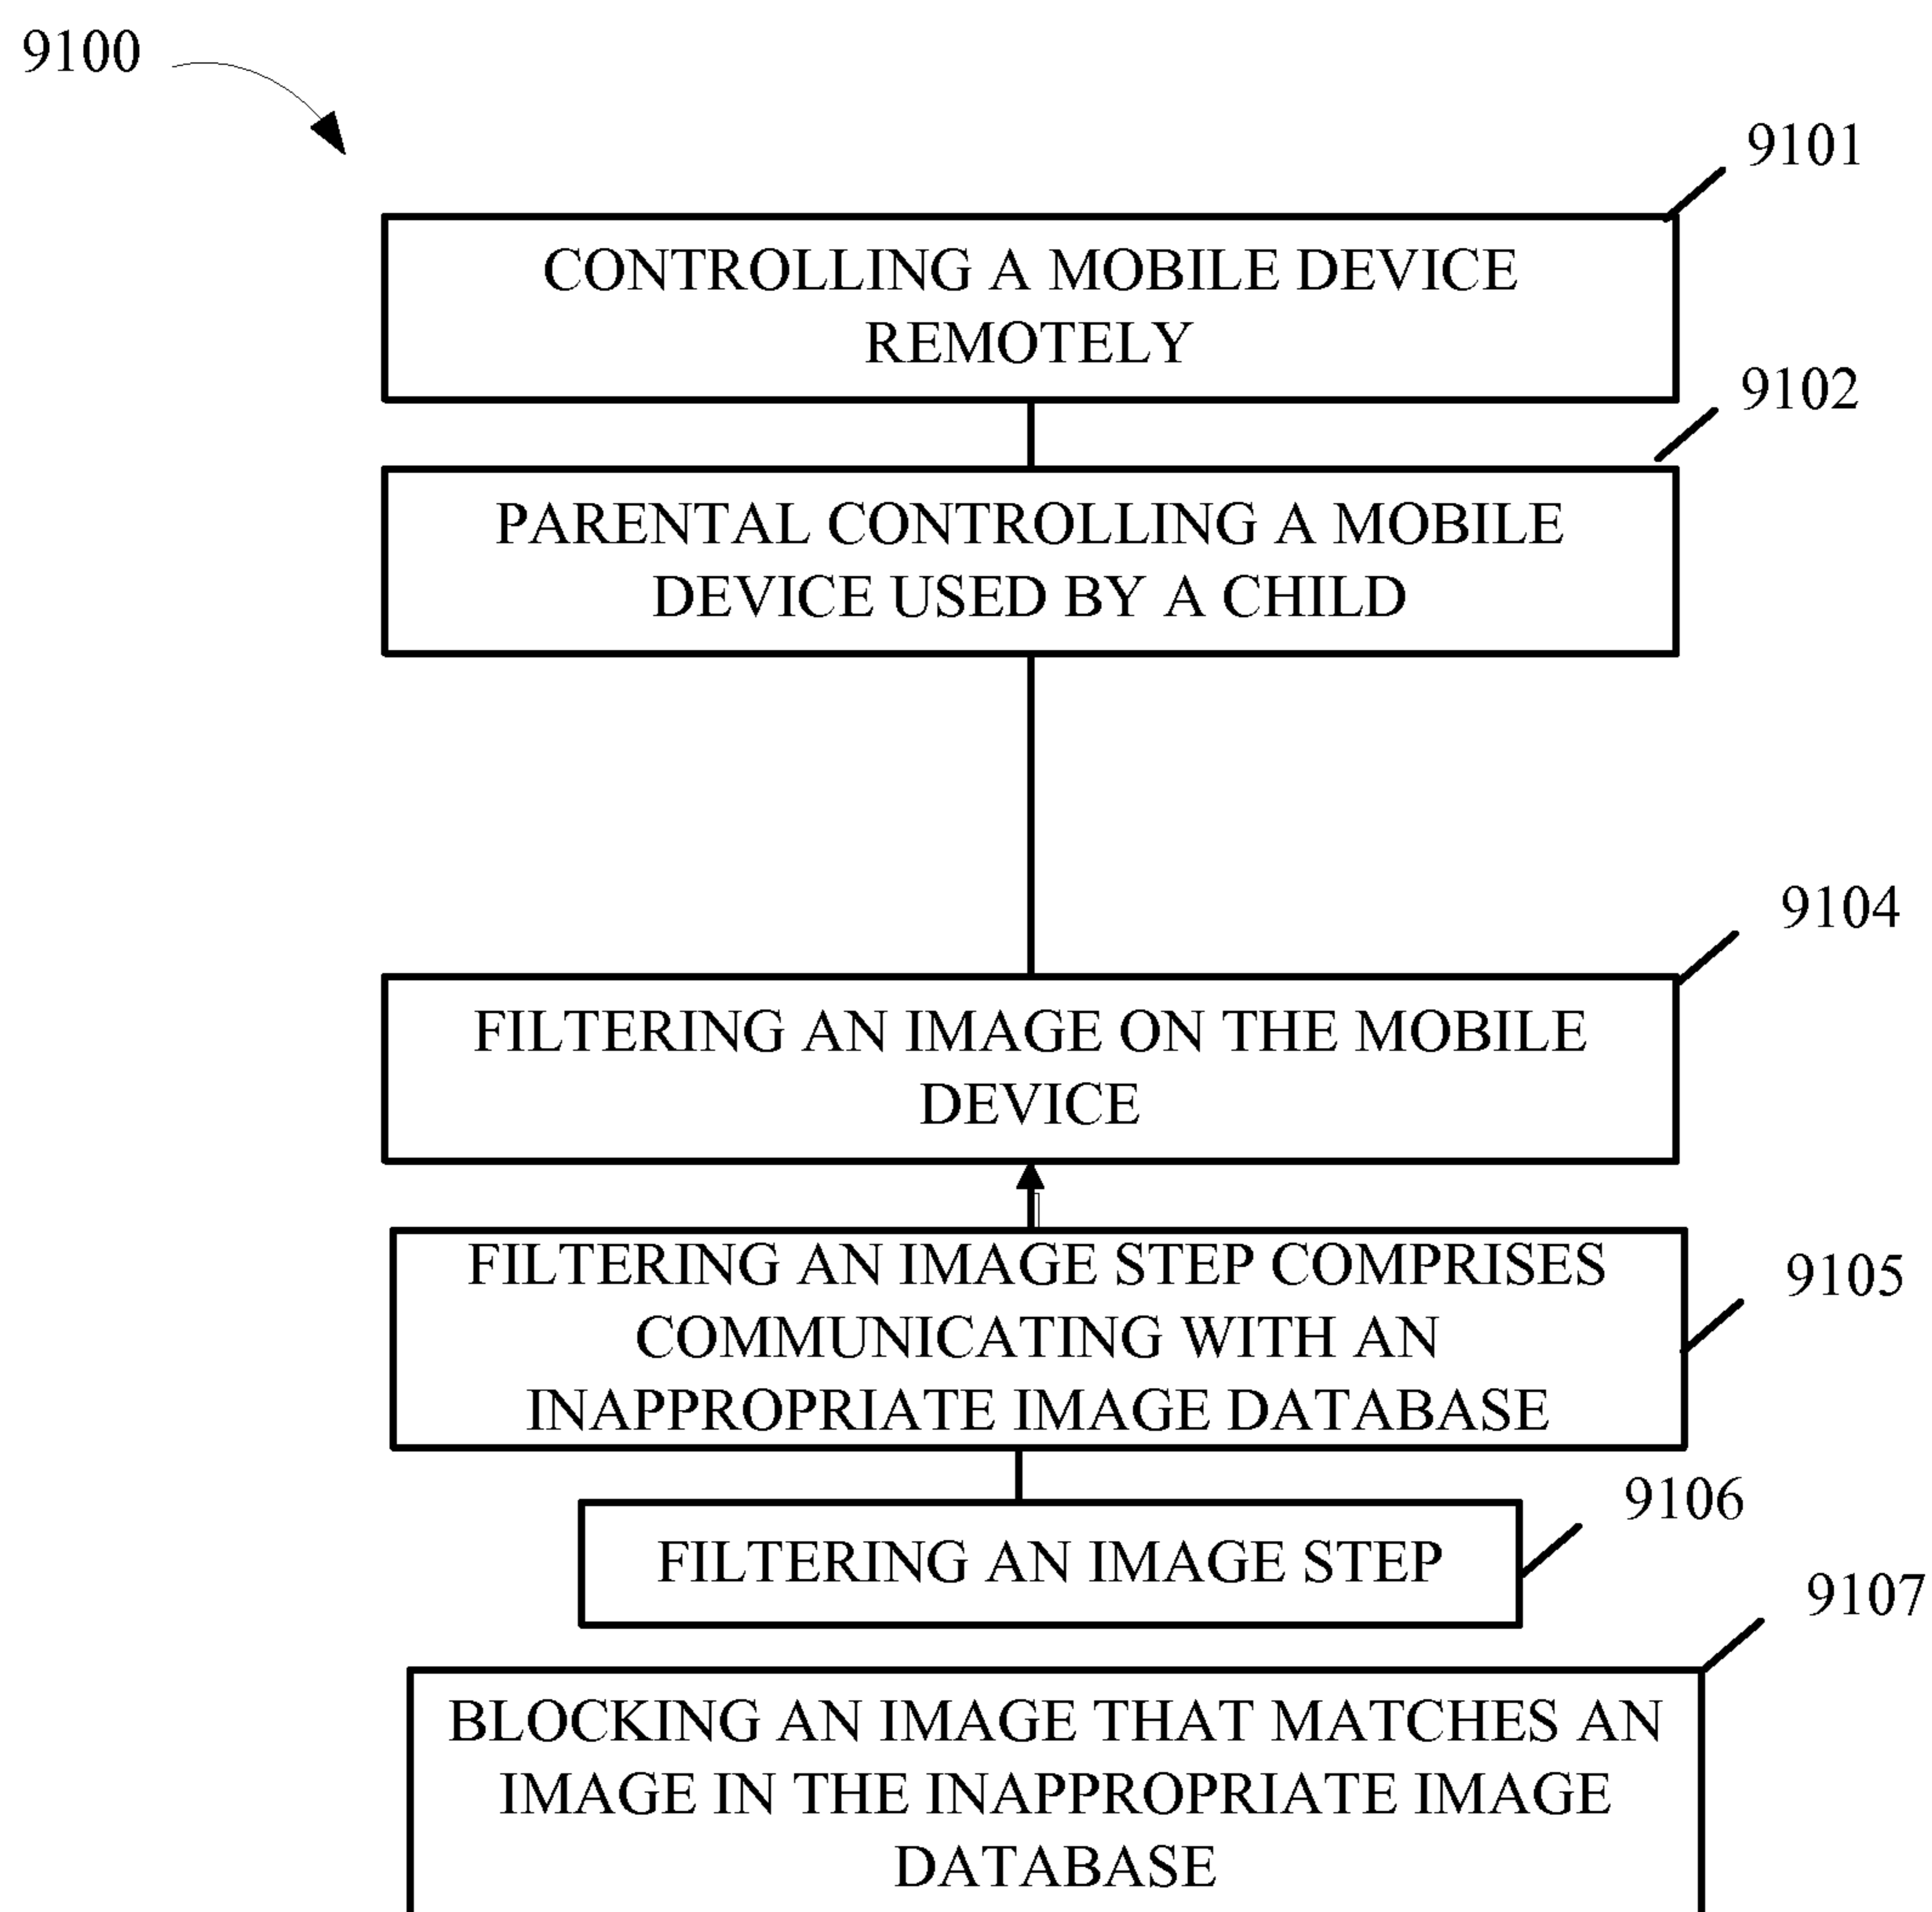 9100
9101
CONTROLLING A MOBILE DEVICE
REMOTELY
9102
PARENTAL CONTROLLING A MOBILE
DEVICE USED BY A CHILD
9104
FILTERING AN IMAGE ON THE MOBILE
DEVICE
9105
FILTERING AN IMAGE STEP COMPRISES
COMMUNICATING WITH AN
INAPPROPRIATE IMAGE DATABASE
9106
FILTERING AN IMAGE STEP
9107
BLOCKING AN IMAGE THAT MATCHES AN
IMAGE IN THE INAPPROPRIATE IMAGE
DATABASE